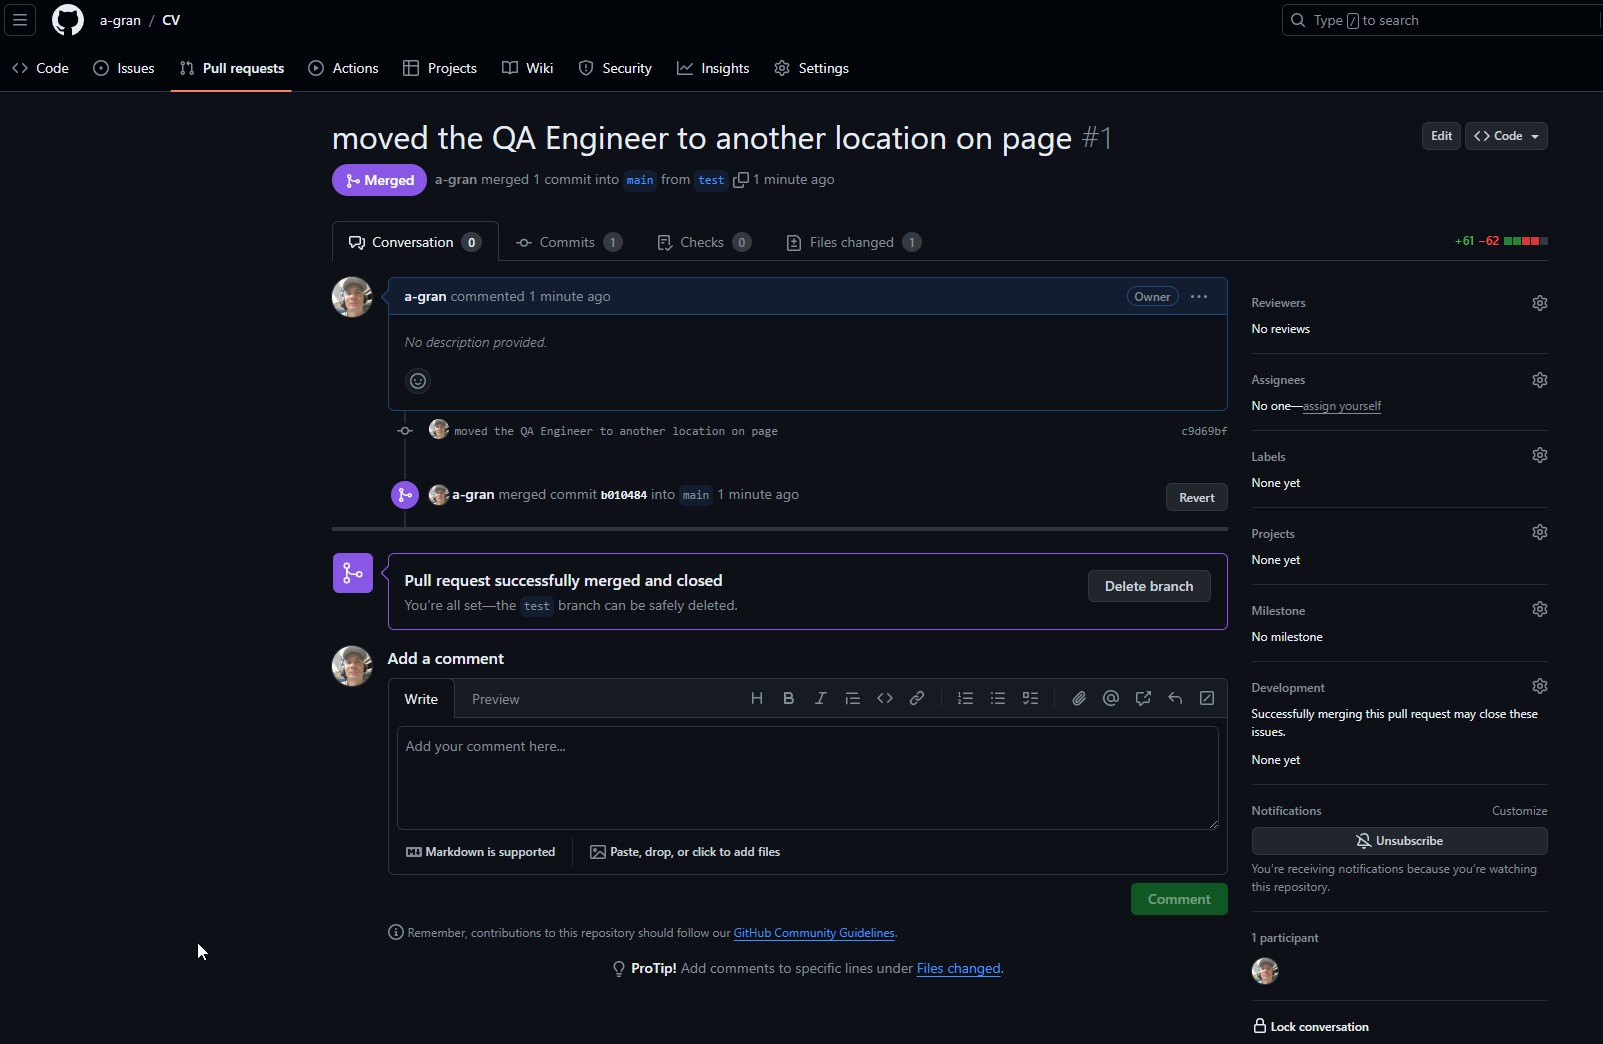 a-gran / CV
Type / to search
Code Issues Pull requests Actions Projects Wiki Security Insights Settings
moved the QA Engineer to another location on page #1
Edit Code
Merged a-gran merged 1 commit into main from test 1 minute ago
Conversation 0 Commits 1 Checks 0 Files changed 1
+61 −62
a-gran commented 1 minute ago
Owner
No description provided.
moved the QA Engineer to another location on page
c9d69bf
a-gran merged commit b010484 into main 1 minute ago
Revert
Pull request successfully merged and closed
You're all set—the test branch can be safely deleted.
Delete branch
Add a comment
Write Preview
Add your comment here...
Markdown is supported
Paste, drop, or click to add files
Comment
Remember, contributions to this repository should follow our GitHub Community Guidelines.
ProTip! Add comments to specific lines under Files changed.
Reviewers
No reviews
Assignees
No one—assign yourself
Labels
None yet
Projects
None yet
Milestone
No milestone
Development
Successfully merging this pull request may close these
issues.
None yet
Notifications
Customize
Unsubscribe
You're receiving notifications because you're watching
this repository.
1 participant
Lock conversation